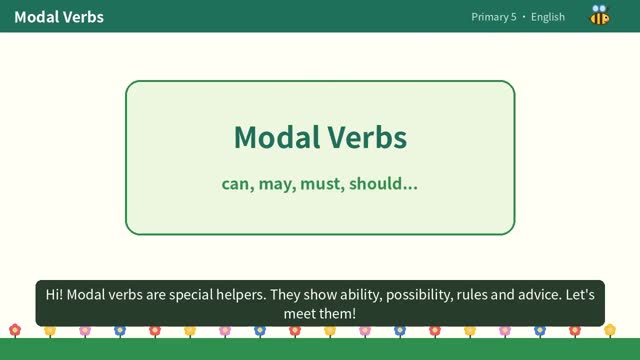 Modal Verbs
Primary 5 • English
Modal Verbs
can, may, must, should...
Hi! Modal verbs are special helpers. They show ability, possibility, rules and advice. Let's
meet them!